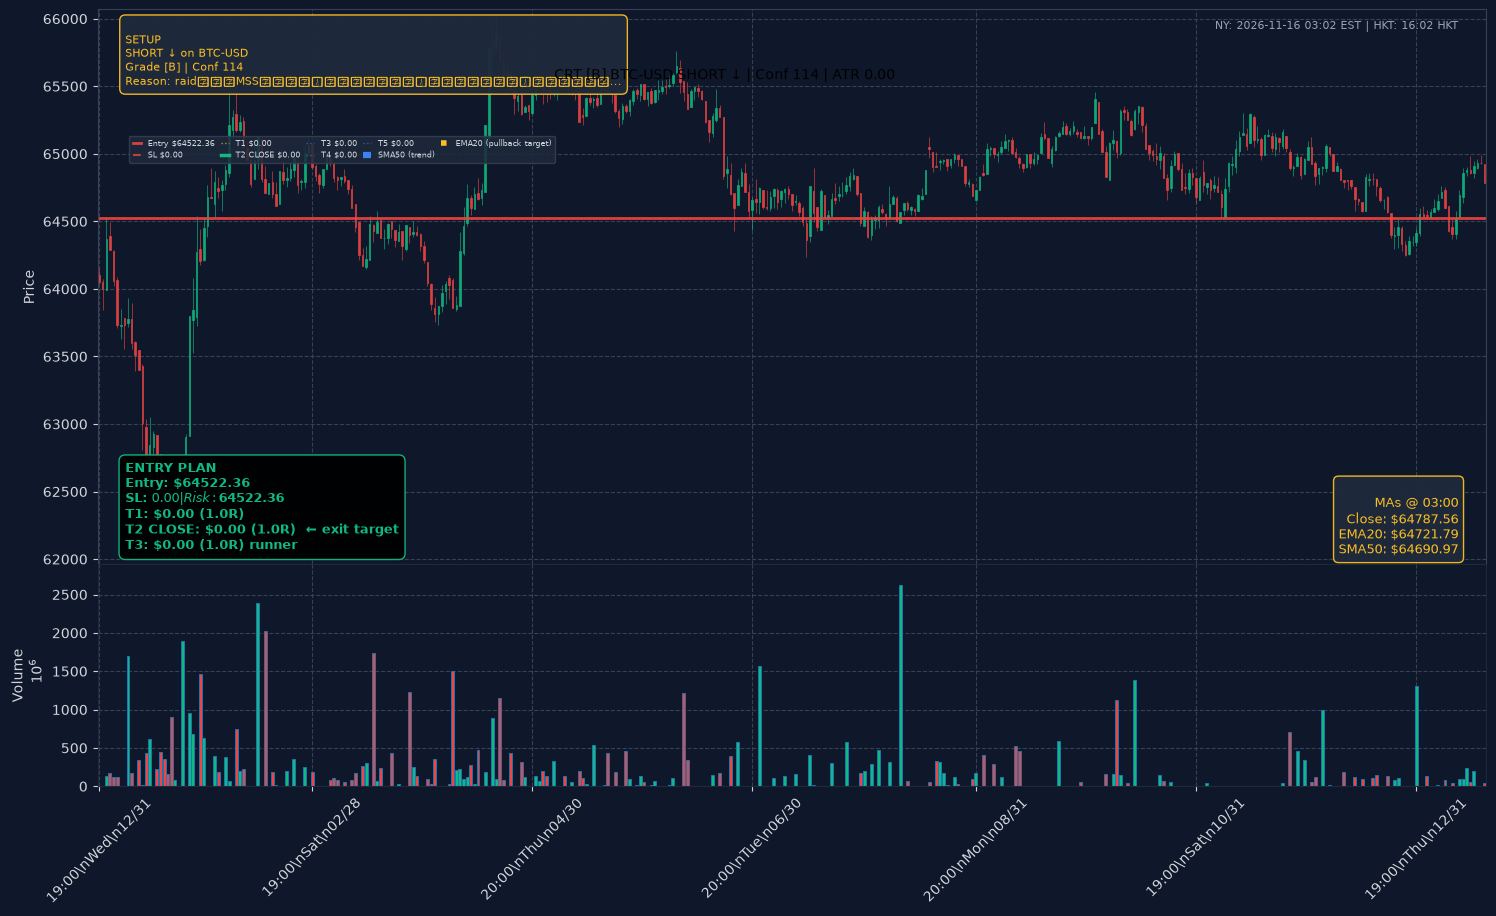 NY: 2026-11-16 03:02 EST | HKT: 16:02 HKT
SETUP
SHORT ↓ on BTC-USD
Grade [B] | Conf 114
Reason: raid
MSS
...
CRT [B] BTC-USD SHORT ↓ | Conf 114 | ATR 0.00
Entry $64522.36
SL $0.00
T1 $0.00
T2 CLOSE $0.00
T3 $0.00
T4 $0.00
T5 $0.00
SMA50 (trend)
EMA20 (pullback target)
66000
65500
65000
64500
64000
63500
63000
62500
62000
Price
ENTRY PLAN
Entry: $64522.36
SL: 0.00|Risk:64522.36
T1: $0.00 (1.0R)
T2 CLOSE: $0.00 (1.0R) ← exit target
T3: $0.00 (1.0R) runner
MAs @ 03:00
Close: $64787.56
EMA20: $64721.79
SMA50: $64690.97
2500
2000
1500
1000
500
0
Volume
10⁶
19:00\nWed\n12/31
19:00\nSat\n02/28
20:00\nThu\n04/30
20:00\nTue\n06/30
20:00\nMon\n08/31
19:00\nSat\n10/31
19:00\nThu\n12/31